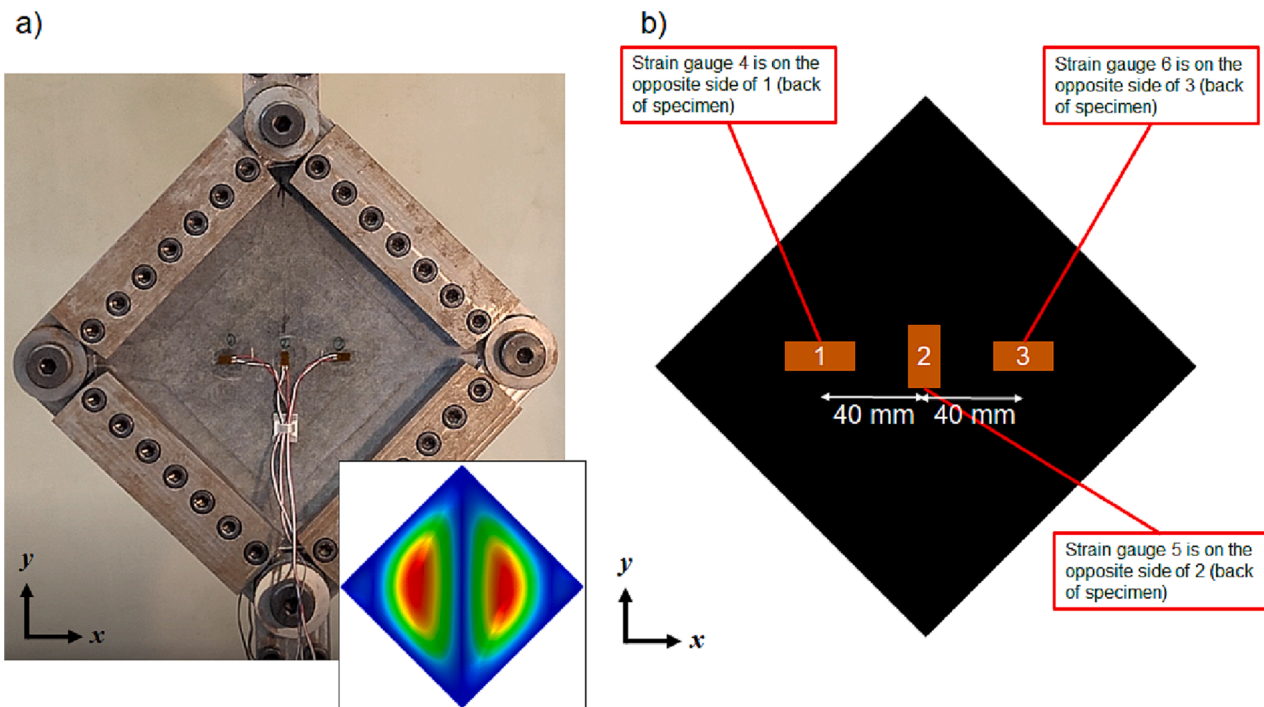 a)
b)
Strain gauge 4 is on the
opposite side of 1 (back
of specimen)
Strain gauge 6 is on the
opposite side of 3 (back
of specimen)
1
2
3
40 mm
40 mm
Strain gauge 5 is on the
opposite side of 2 (back
of specimen)
y
x
y
x